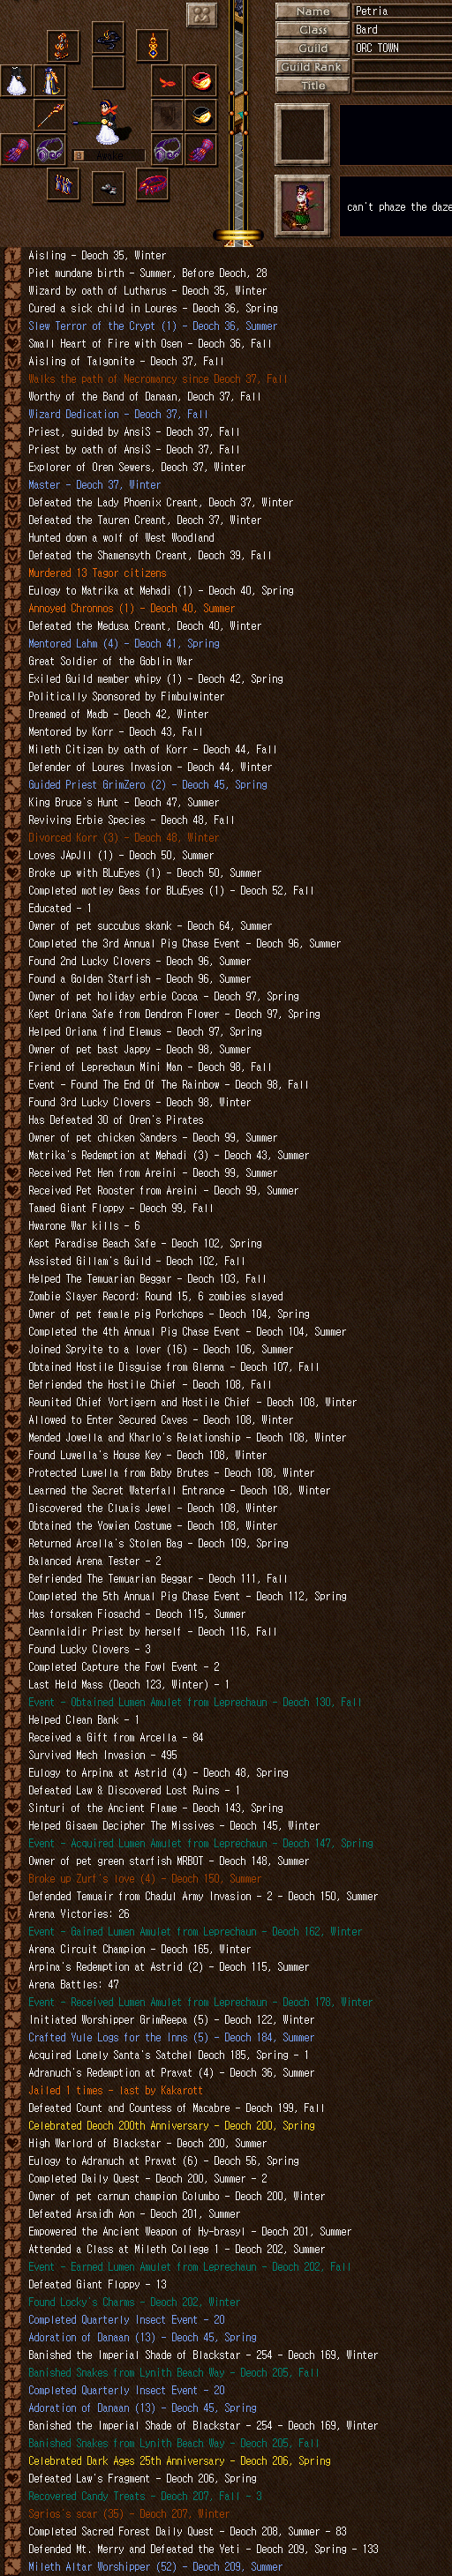 Name Petria
Class Bard
Guild ORC TOWN
Guild Rank
Title
Awake
can't phaze the daze
Aisling - Deoch 35, Winter
Piet mundane birth - Summer, Before Deoch, 28
Wizard by oath of Lutharus - Deoch 35, Winter
Cured a sick child in Loures - Deoch 36, Spring
Slew Terror of the Crypt (1) - Deoch 36, Summer
Small Heart of Fire with Osen - Deoch 36, Fall
Aisling of Talgonite - Deoch 37, Fall
Walks the path of Necromancy since Deoch 37, Fall
Worthy of the Band of Danaan, Deoch 37, Fall
Wizard Dedication - Deoch 37, Fall
Priest, guided by AnsiS - Deoch 37, Fall
Priest by oath of AnsiS - Deoch 37, Fall
Explorer of Oren Sewers, Deoch 37, Winter
Master - Deoch 37, Winter
Defeated the Lady Phoenix Creant, Deoch 37, Winter
Defeated the Tauren Creant, Deoch 37, Winter
Hunted down a wolf of West Woodland
Defeated the Shamensyth Creant, Deoch 39, Fall
Murdered 13 Tagor citizens
Eulogy to Matrika at Mehadi (1) - Deoch 40, Spring
Annoyed Chronnos (1) - Deoch 40, Summer
Defeated the Medusa Creant, Deoch 40, Winter
Mentored Lahm (4) - Deoch 41, Spring
Great Soldier of the Goblin War
Exiled Guild member whipy (1) - Deoch 42, Spring
Politically Sponsored by Fimbulwinter
Dreamed of Madb - Deoch 42, Winter
Mentored by Korr - Deoch 43, Fall
Mileth Citizen by oath of Korr - Deoch 44, Fall
Defender of Loures Invasion - Deoch 44, Winter
Guided Priest GrimZero (2) - Deoch 45, Spring
King Bruce's Hunt - Deoch 47, Summer
Reviving Erbie Species - Deoch 48, Fall
Divorced Korr (3) - Deoch 48, Winter
Loves JApJII (1) - Deoch 50, Summer
Broke up with BLuEyes (1) - Deoch 50, Summer
Completed motley Geas for BLuEyes (1) - Deoch 52, Fall
Educated - 1
Owner of pet succubus skank - Deoch 64, Summer
Completed the 3rd Annual Pig Chase Event - Deoch 96, Summer
Found 2nd Lucky Clovers - Deoch 96, Summer
Found a Golden Starfish - Deoch 96, Summer
Owner of pet holiday erbie Cocoa - Deoch 97, Spring
Kept Oriana Safe from Dendron Flower - Deoch 97, Spring
Helped Oriana find Elemus - Deoch 97, Spring
Owner of pet bast Jappy - Deoch 98, Summer
Friend of Leprechaun Mini Man - Deoch 98, Fall
Event - Found The End Of The Rainbow - Deoch 98, Fall
Found 3rd Lucky Clovers - Deoch 98, Winter
Has Defeated 30 of Oren's Pirates
Owner of pet chicken Sanders - Deoch 99, Summer
Matrika's Redemption at Mehadi (3) - Deoch 43, Summer
Received Pet Hen from Areini - Deoch 99, Summer
Received Pet Rooster from Areini - Deoch 99, Summer
Tamed Giant Floppy - Deoch 99, Fall
Hwarone War kills - 6
Kept Paradise Beach Safe - Deoch 102, Spring
Assisted Gillam's Guild - Deoch 102, Fall
Helped The Temuarian Beggar - Deoch 103, Fall
Zombie Slayer Record: Round 15, 6 zombies slayed
Owner of pet female pig Porkchops - Deoch 104, Spring
Completed the 4th Annual Pig Chase Event - Deoch 104, Summer
Joined Spryite to a lover (16) - Deoch 106, Summer
Obtained Hostile Disguise from Glenna - Deoch 107, Fall
Befriended the Hostile Chief - Deoch 108, Fall
Reunited Chief Vortigern and Hostile Chief - Deoch 108, Winter
Allowed to Enter Secured Caves - Deoch 108, Winter
Mended Jowella and Kharlo's Relationship - Deoch 108, Winter
Found Luwella's House Key - Deoch 108, Winter
Protected Luwella from Baby Brutes - Deoch 108, Winter
Learned the Secret Waterfall Entrance - Deoch 108, Winter
Discovered the Cluais Jewel - Deoch 108, Winter
Obtained the Yowien Costume - Deoch 108, Winter
Returned Arcella's Stolen Bag - Deoch 109, Spring
Balanced Arena Tester - 2
Befriended The Temuarian Beggar - Deoch 111, Fall
Completed the 5th Annual Pig Chase Event - Deoch 112, Spring
Has forsaken Fiosachd - Deoch 115, Summer
Ceannlaidir Priest by herself - Deoch 116, Fall
Found Lucky Clovers - 3
Completed Capture the Fowl Event - 2
Last Held Mass (Deoch 123, Winter) - 1
Event - Obtained Lumen Amulet from Leprechaun - Deoch 130, Fall
Helped Clean Bank - 1
Received a Gift from Arcella - 84
Survived Mech Invasion - 495
Eulogy to Arpina at Astrid (4) - Deoch 48, Spring
Defeated Law & Discovered Lost Ruins - 1
Sinturi of the Ancient Flame - Deoch 143, Spring
Helped Gisaem Decipher The Missives - Deoch 145, Winter
Event - Acquired Lumen Amulet from Leprechaun - Deoch 147, Spring
Owner of pet green starfish MRBOT - Deoch 148, Summer
Broke up Zurf's love (4) - Deoch 150, Summer
Defended Temuair from Chadul Army Invasion - 2 - Deoch 150, Summer
Arena Victories: 26
Event - Gained Lumen Amulet from Leprechaun - Deoch 162, Winter
Arena Circuit Champion - Deoch 165, Winter
Arpina's Redemption at Astrid (2) - Deoch 115, Summer
Arena Battles: 47
Event - Received Lumen Amulet from Leprechaun - Deoch 178, Winter
Initiated Worshipper GrimReepa (5) - Deoch 122, Winter
Crafted Yule Logs for the Inns (5) - Deoch 184, Summer
Acquired Lonely Santa's Satchel Deoch 185, Spring - 1
Adranuch's Redemption at Pravat (4) - Deoch 36, Summer
Jailed 1 times - last by Kakarott
Defeated Count and Countess of Macabre - Deoch 199, Fall
Celebrated Deoch 200th Anniversary - Deoch 200, Spring
High Warlord of Blackstar - Deoch 200, Summer
Eulogy to Adranuch at Pravat (6) - Deoch 56, Spring
Completed Daily Quest - Deoch 200, Summer - 2
Owner of pet carnun champion Columbo - Deoch 200, Winter
Defeated Arsaidh Aon - Deoch 201, Summer
Empowered the Ancient Weapon of Hy-brasyl - Deoch 201, Summer
Attended a Class at Mileth College 1 - Deoch 202, Summer
Event - Earned Lumen Amulet from Leprechaun - Deoch 202, Fall
Defeated Giant Floppy - 13
Found Locky's Charms - Deoch 202, Winter
Completed Quarterly Insect Event - 20
Adoration of Danaan (13) - Deoch 45, Spring
Banished the Imperial Shade of Blackstar - 254 - Deoch 169, Winter
Banished Snakes from Lynith Beach Way - Deoch 205, Fall
Completed Quarterly Insect Event - 20
Adoration of Danaan (13) - Deoch 45, Spring
Banished the Imperial Shade of Blackstar - 254 - Deoch 169, Winter
Banished Snakes from Lynith Beach Way - Deoch 205, Fall
Celebrated Dark Ages 25th Anniversary - Deoch 206, Spring
Defeated Law's Fragment - Deoch 206, Spring
Recovered Candy Treats - Deoch 207, Fall - 3
Sgrios's scar (35) - Deoch 207, Winter
Completed Sacred Forest Daily Quest - Deoch 208, Summer - 83
Defended Mt. Merry and Defeated the Yeti - Deoch 209, Spring - 133
Mileth Altar Worshipper (52) - Deoch 209, Summer